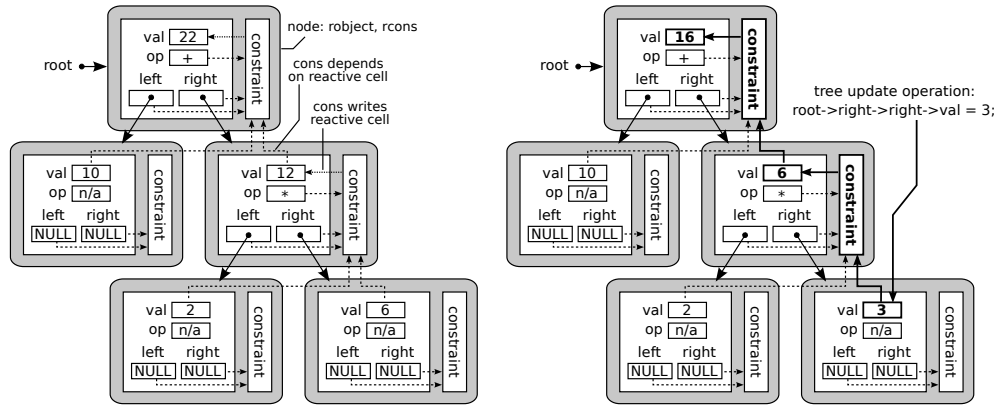 val 22
op +
left right
constraint
root
node: robject, rcons
cons depends
on reactive cell
cons writes
reactive cell
val 10
op n/a
left right
NULL NULL
constraint
val 12
op *
left right
constraint
val 2
op n/a
left right
NULL NULL
constraint
val 6
op n/a
left right
NULL NULL
constraint
root
val 16
op +
left right
constraint
tree update operation:
root->right->right->val = 3;
val 10
op n/a
left right
NULL NULL
constraint
val 6
op *
left right
constraint
val 2
op n/a
left right
NULL NULL
constraint
val 3
op n/a
left right
NULL NULL
constraint